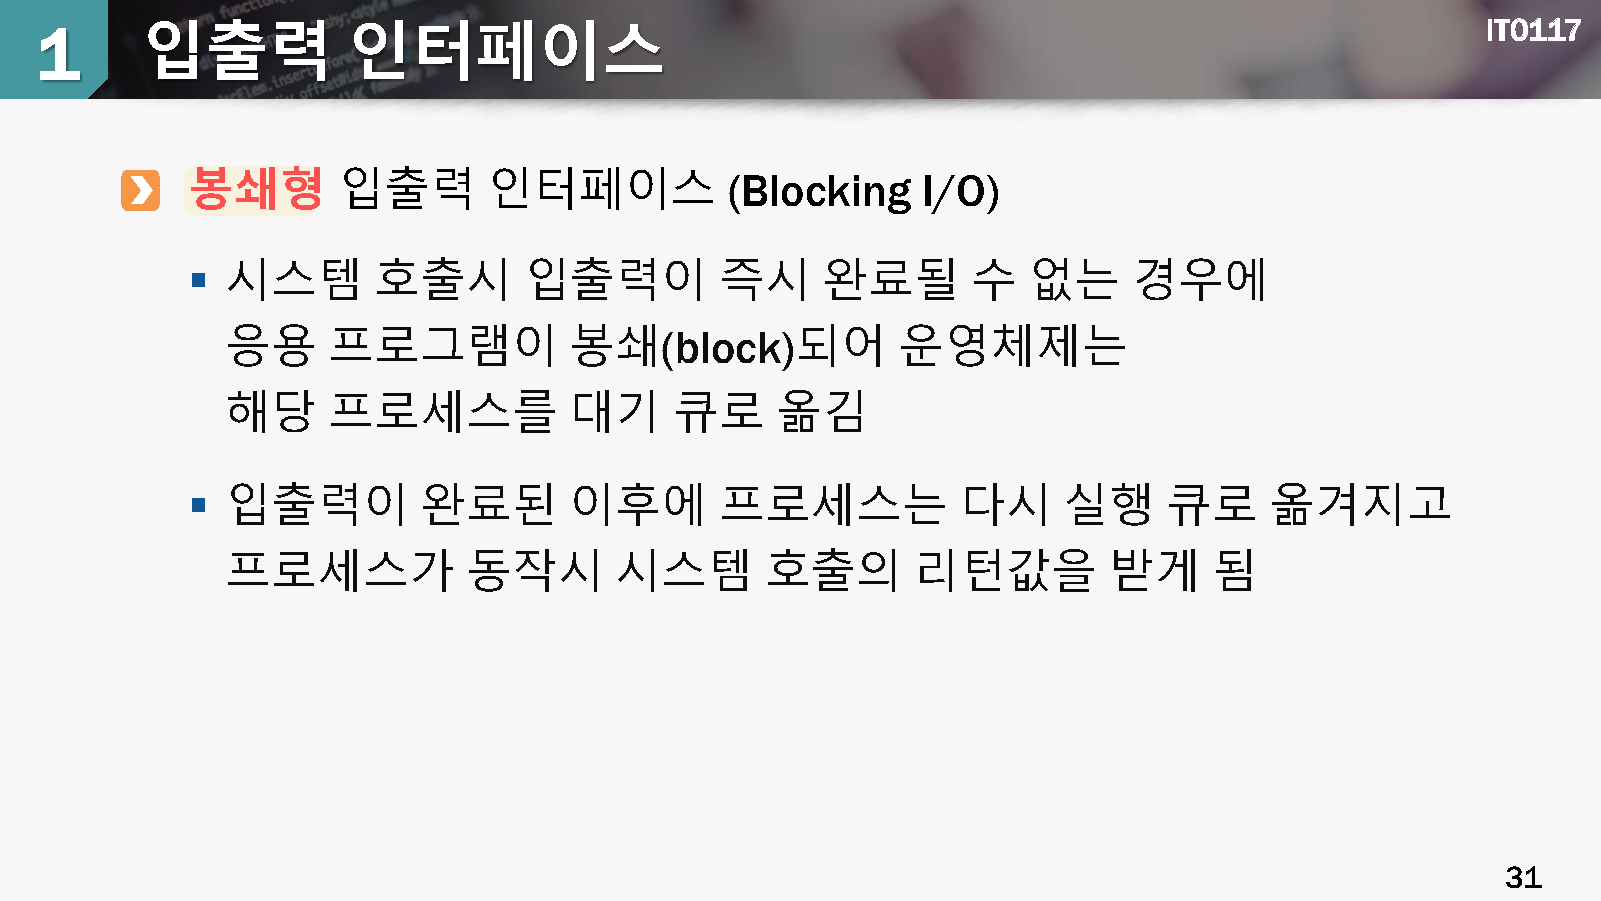 1 입출력 인터페이스
IT0117
봉쇄형 입출력 인터페이스 (Blocking I/O)
시스템 호출시 입출력이 즉시 완료될 수 없는 경우에
응용 프로그램이 봉쇄(block)되어 운영체제는
해당 프로세스를 대기 큐로 옮김
입출력이 완료된 이후에 프로세스는 다시 실행 큐로 옮겨지고
프로세스가 동작시 시스템 호출의 리턴값을 받게 됨
31